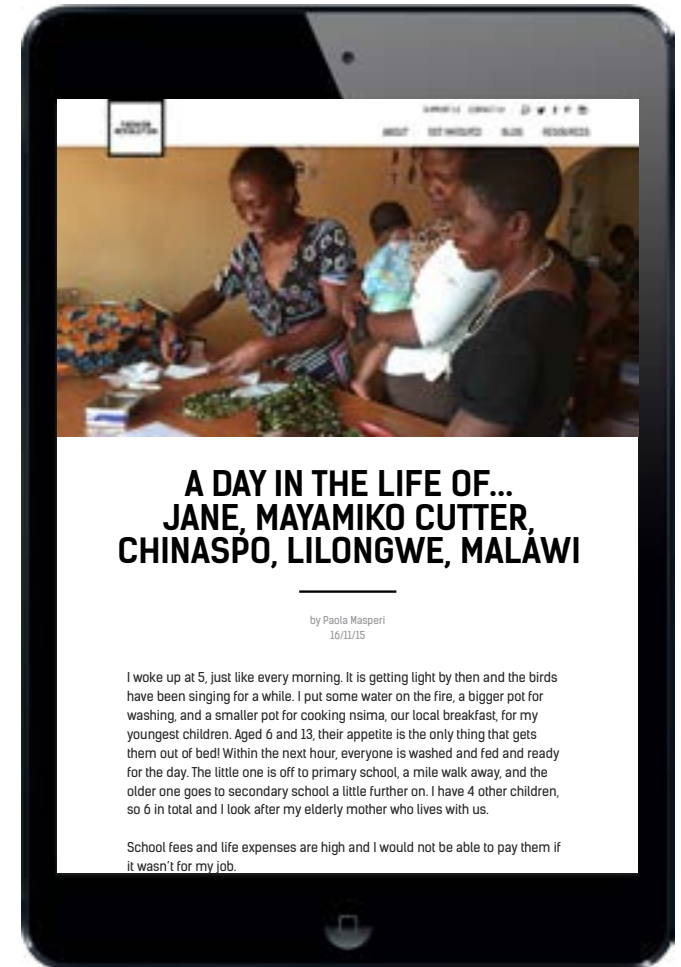 FASHION
REVOLUTION
SUPPORT US CONTACT US
ABOUT GET INVOLVED BLOG RESOURCES
A DAY IN THE LIFE OF...
JANE, MAYAMIKO CUTTER,
CHINASPO, LILONGWE, MALAWI
by Paola Masperi
16/11/15
I woke up at 5, just like every morning. It is getting light by then and the birds
have been singing for a while. I put some water on the fire, a bigger pot for
washing, and a smaller pot for cooking nsima, our local breakfast, for my
youngest children. Aged 6 and 13, their appetite is the only thing that gets
them out of bed! Within the next hour, everyone is washed and fed and ready
for the day. The little one is off to primary school, a mile walk away, and the
older one goes to secondary school a little further on. I have 4 other children,
so 6 in total and I look after my elderly mother who lives with us.
School fees and life expenses are high and I would not be able to pay them if
it wasn't for my job.